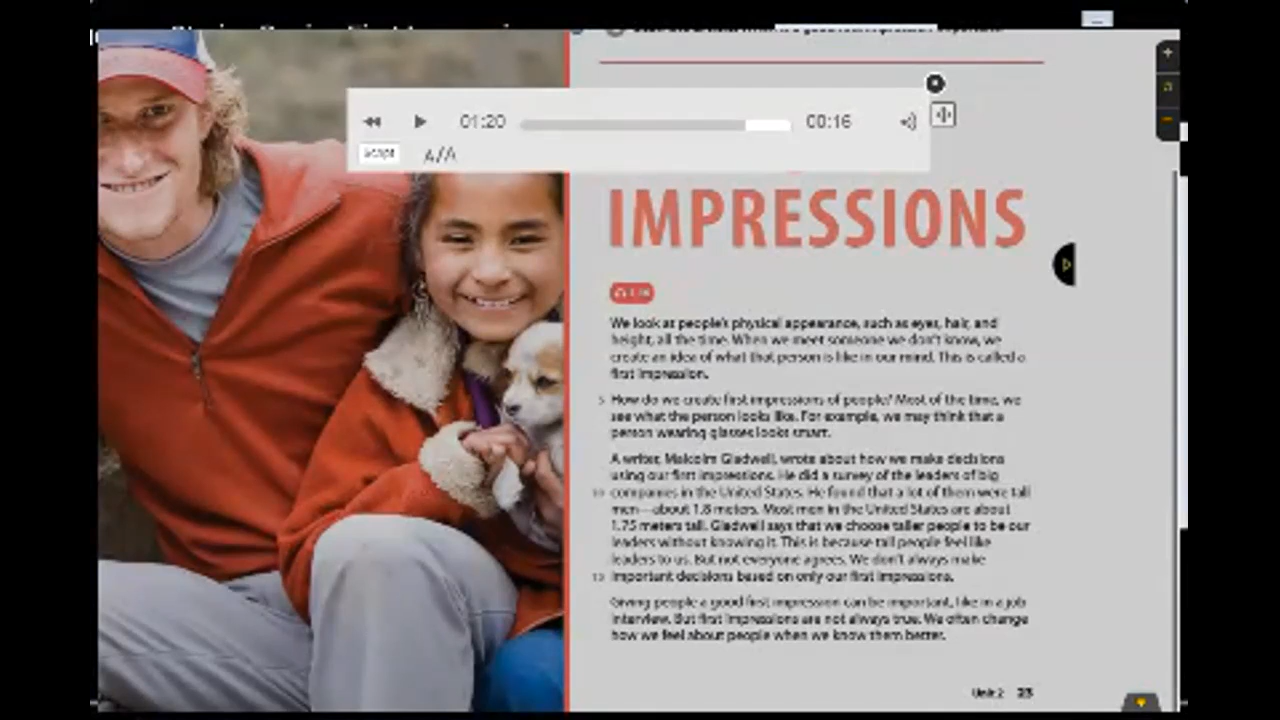 01:20
00:16
Script
A/A
IMPRESSIONS
We look at people's physical appearance, such as eyes, hair, and
height, all the time. When we meet someone we don't know, we
create an idea of what that person is like in our mind. This is called a
first impression.
5 How do we create first impressions of people? Most of the time, we
see what the person looks like. For example, we may think that a
person wearing glasses looks smart.
A writer, Malcolm Gladwell, wrote about how we make decisions
using our first impressions. He did a survey of the leaders of big
10 companies in the United States. He found that a lot of them were tall
men—about 1.8 meters. Most men in the United States are about
1.75 meters tall. Gladwell says that we choose taller people to be our
leaders without knowing it. This is because tall people feel like
leaders to us. But not everyone agrees. We don't always make
15 important decisions based on only our first impressions.
Giving people a good first impression can be important, like in a job
interview. But first impressions are not always true. We often change
how we feel about people when we know them better.
Unit 2 23